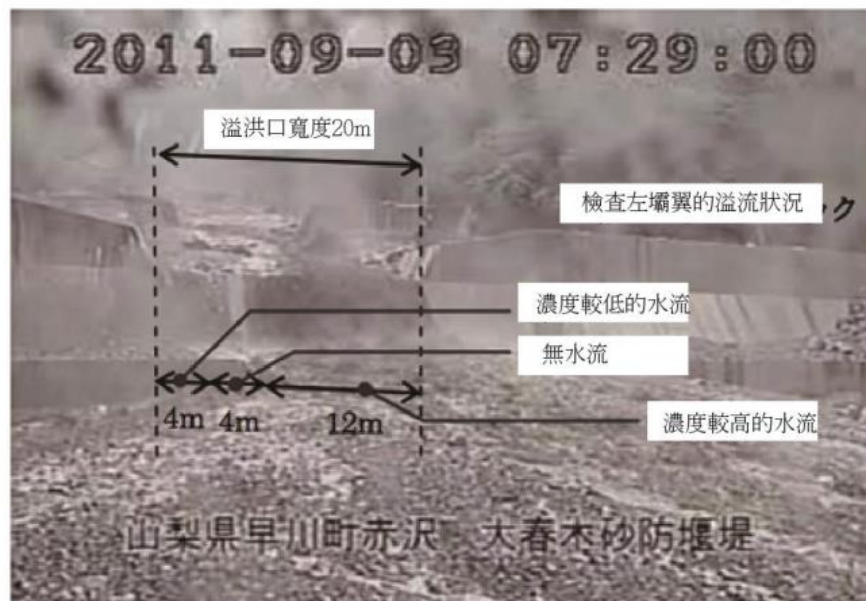 2011-09-03 07:29:00
溢洪口寬度20m
檢查左壩翼的溢流狀況
ク
濃度較低的水流
無水流
4m 4m 12m
濃度較高的水流
山梨県早川町赤沢 大春木砂防堰堤